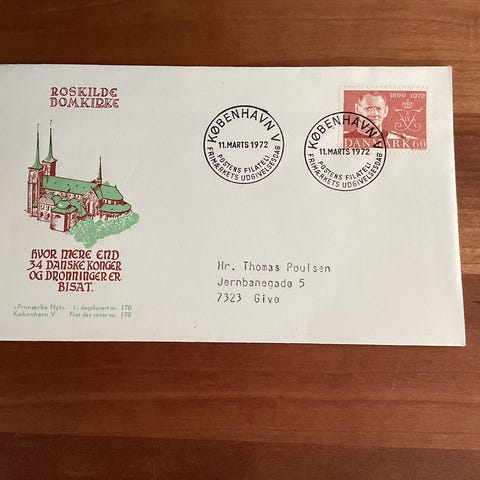 ROSKILDE
DOMKIRKE
HVOR MERE END
34 DANSKE KONGER
OG DRONNINGER ER
BISAT.
»Frimærke Nyt« 1. dagskuvert nr. 170
København V First day cover no. 170
KØBENHAVN V
11.MARTS 1972
POSTENS FILATELI
FRIMÆRKETS UDGIVELSESDAG
KØBENHAVN V
11.MARTS 1972
POSTENS FILATELI
FRIMÆRKETS UDGIVELSESDAG
1899 1972
DANMARK 60
Hr. Thomas Poulsen
Jernbanegade 5
7323 Give